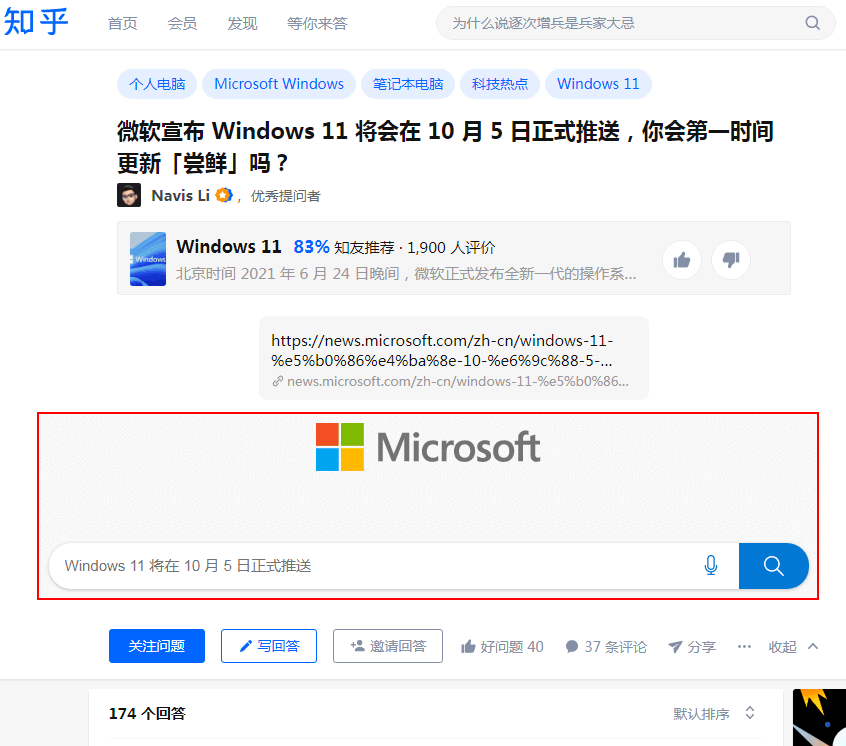 知乎 首页 会员 发现 等你来答 为什么说逐次增兵是兵家大忌
个人电脑 Microsoft Windows 笔记本电脑 科技热点 Windows 11
微软宣布 Windows 11 将会在 10 月 5 日正式推送，你会第一时间
更新「尝鲜」吗？
Navis Li ，优秀提问者
Windows 11 83% 知友推荐 · 1,900 人评价
北京时间 2021 年 6 月 24 日晚间，微软正式发布全新一代的操作系...
Windows
https://news.microsoft.com/zh-cn/windows-11-
%e5%b0%86%e4%ba%8e-10-%e6%9c%88-5-...
news.microsoft.com/zh-cn/windows-11-%e5%b0%86...
Microsoft
Windows 11 将在 10 月 5 日正式推送
关注问题 写回答 邀请回答 好问题 40 37 条评论 分享 ··· 收起
174 个回答 默认排序